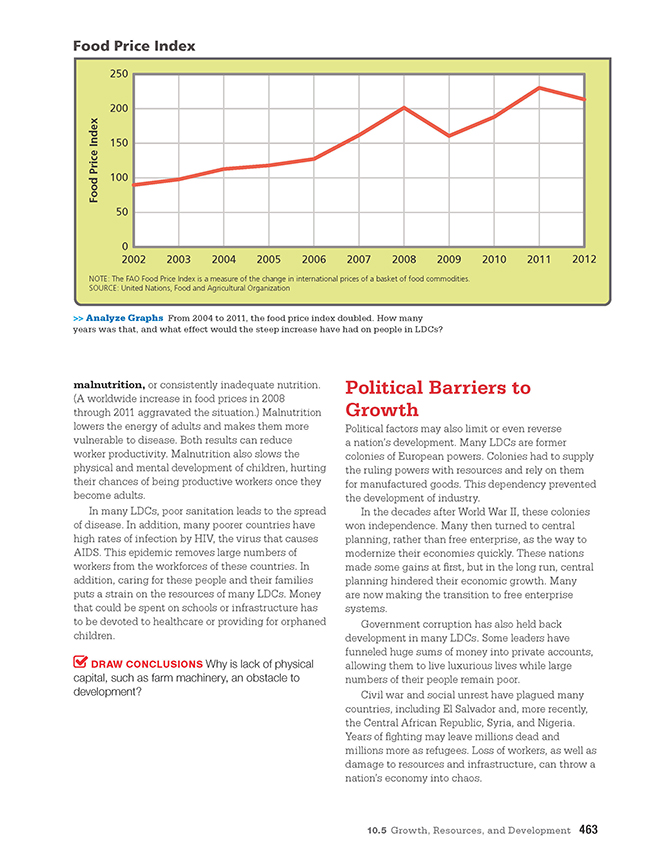 Food Price Index
250
200
150
100
50
0
Food Price Index
2002 2003 2004 2005 2006 2007 2008 2009 2010 2011 2012
NOTE: The FAO Food Price Index is a measure of the change in international prices of a basket of food commodities.
SOURCE: United Nations, Food and Agricultural Organization
>> Analyze Graphs From 2004 to 2011, the food price index doubled. How many
years was that, and what effect would the steep increase have had on people in LDCs?
malnutrition, or consistently inadequate nutrition.
(A worldwide increase in food prices in 2008
through 2011 aggravated the situation.) Malnutrition
lowers the energy of adults and makes them more
vulnerable to disease. Both results can reduce
worker productivity. Malnutrition also slows the
physical and mental development of children, hurting
their chances of being productive workers once they
become adults.
In many LDCs, poor sanitation leads to the spread
of disease. In addition, many poorer countries have
high rates of infection by HIV, the virus that causes
AIDS. This epidemic removes large numbers of
workers from the workforces of these countries. In
addition, caring for these people and their families
puts a strain on the resources of many LDCs. Money
that could be spent on schools or infrastructure has
to be devoted to healthcare or providing for orphaned
children.
DRAW CONCLUSIONS Why is lack of physical
capital, such as farm machinery, an obstacle to
development?
Political Barriers to
Growth
Political factors may also limit or even reverse
a nation's development. Many LDCs are former
colonies of European powers. Colonies had to supply
the ruling powers with resources and rely on them
for manufactured goods. This dependency prevented
the development of industry.
In the decades after World War II, these colonies
won independence. Many then turned to central
planning, rather than free enterprise, as the way to
modernize their economies quickly. These nations
made some gains at first, but in the long run, central
planning hindered their economic growth. Many
are now making the transition to free enterprise
systems.
Government corruption has also held back
development in many LDCs. Some leaders have
funneled huge sums of money into private accounts,
allowing them to live luxurious lives while large
numbers of their people remain poor.
Civil war and social unrest have plagued many
countries, including El Salvador and, more recently,
the Central African Republic, Syria, and Nigeria.
Years of fighting may leave millions dead and
millions more as refugees. Loss of workers, as well as
damage to resources and infrastructure, can throw a
nation's economy into chaos.
10.5 Growth, Resources, and Development 463